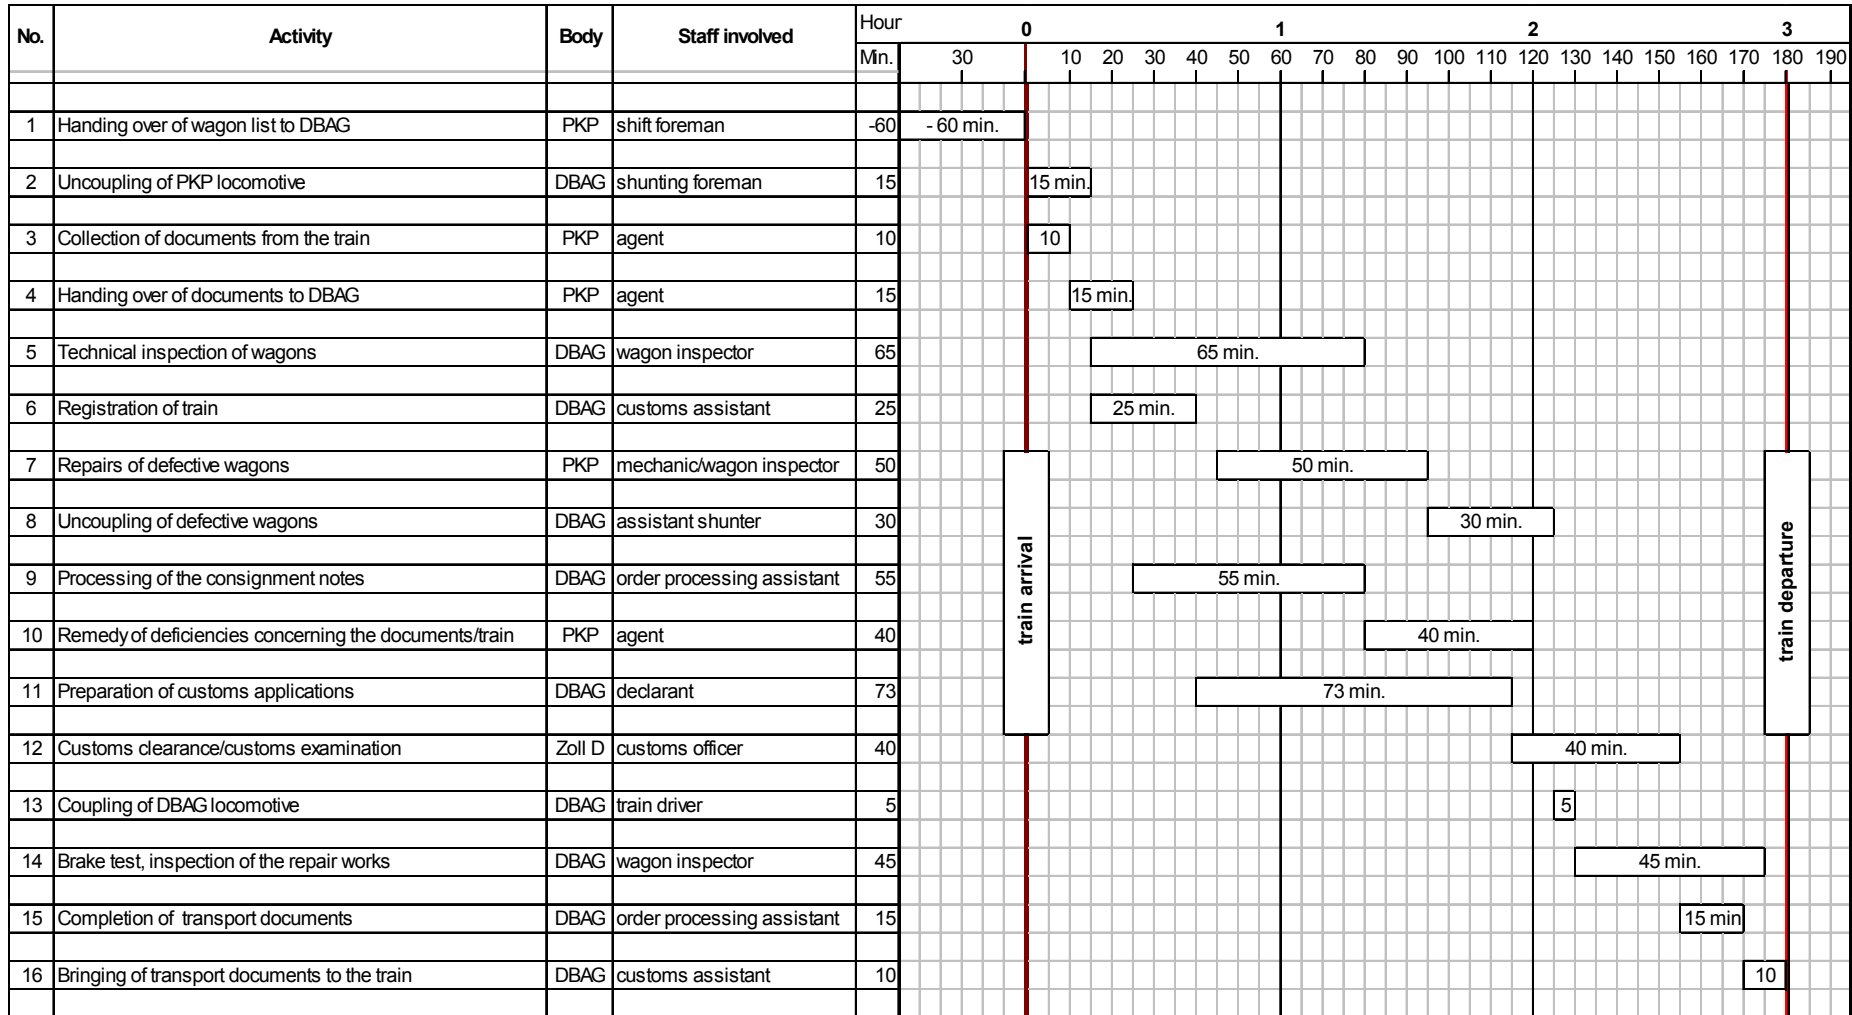 No. Activity Body Staff involved Hour 0 1 2 3
Min. 30 10 20 30 40 50 60 70 80 90 100 110 120 130 140 150 160 170 180 190
1 Handing over of wagon list to DBAG PKP shift foreman -60 - 60 min.
2 Uncoupling of PKP locomotive DBAG shunting foreman 15 15 min.
3 Collection of documents from the train PKP agent 10 10
4 Handing over of documents to DBAG PKP agent 15 15 min.
5 Technical inspection of wagons DBAG wagon inspector 65 65 min.
6 Registration of train DBAG customs assistant 25 25 min.
7 Repairs of defective wagons PKP mechanic/wagon inspector 50 50 min.
8 Uncoupling of defective wagons DBAG assistant shunter 30 30 min.
9 Processing of the consignment notes DBAG order processing assistant 55 55 min.
10 Remedy of deficiencies concerning the documents/train PKP agent 40 40 min.
11 Preparation of customs applications DBAG declarant 73 73 min.
12 Customs clearance/customs examination Zoll D customs officer 40 40 min.
13 Coupling of DBAG locomotive DBAG train driver 5 5
14 Brake test, inspection of the repair works DBAG wagon inspector 45 45 min.
15 Completion of transport documents DBAG order processing assistant 15 15 min
16 Bringing of transport documents to the train DBAG customs assistant 10 10
train arrival
train departure